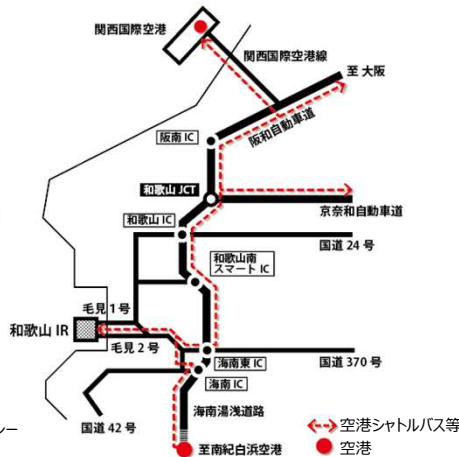 関西国際空港
関西国際空港線
至 大阪
阪和自動車道
阪南 IC
和歌山 JCT
京奈和自動車道
和歌山 IC
国道 24 号
和歌山南
スマート IC
毛見 1 号
和歌山 IR
毛見 2 号
海南東 IC
国道 370 号
海南 IC
海南湯浅道路
国道 42 号
空港シャトルバス等
至南紀白浜空港
空港